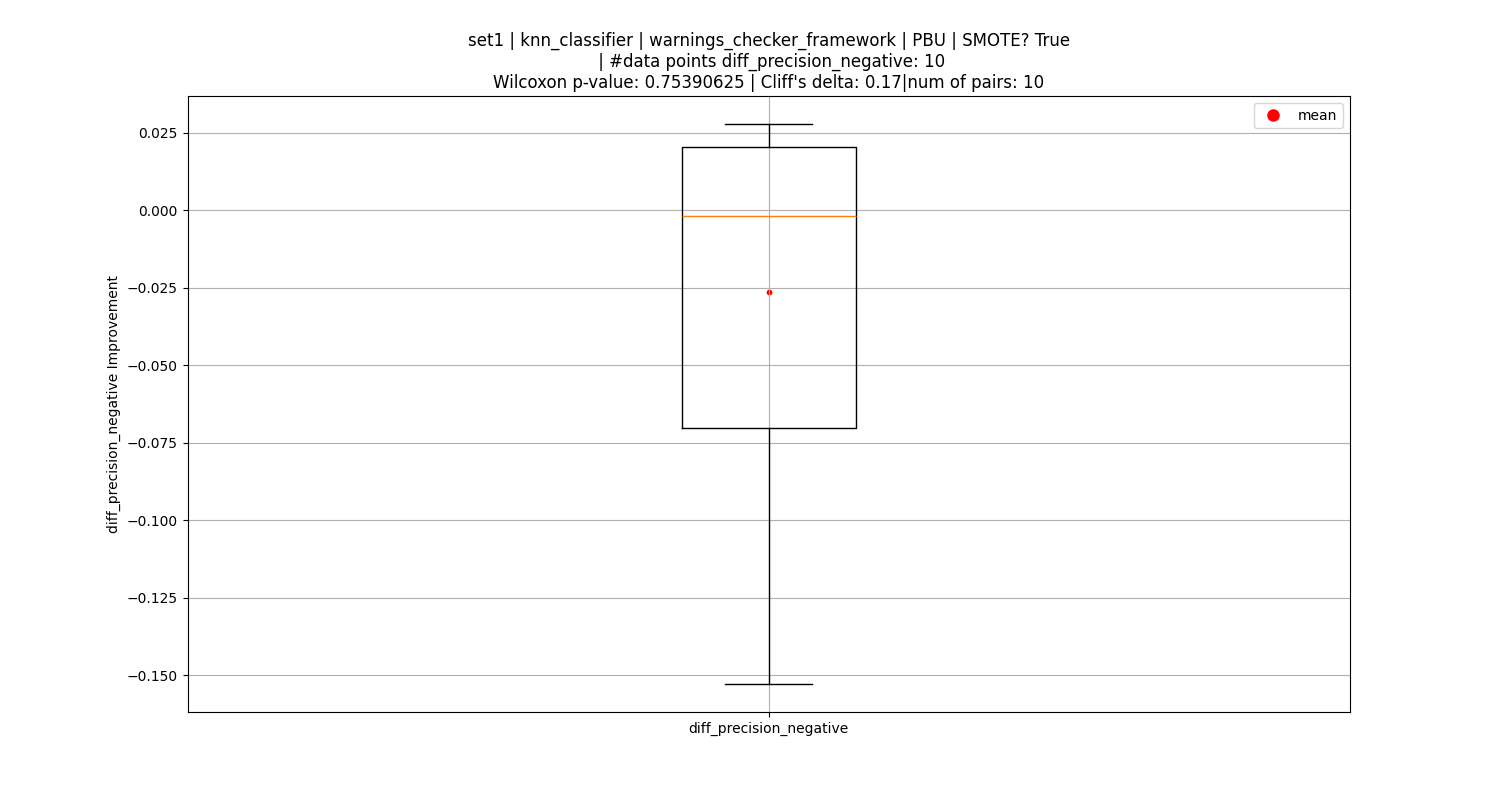 set1 | knn_classifier | warnings_checker_framework | PBU | SMOTE? True
| #data points diff_precision_negative: 10
Wilcoxon p-value: 0.75390625 | Cliff's delta: 0.17|num of pairs: 10
mean
0.025
0.000
−0.025
−0.050
−0.075
−0.100
−0.125
−0.150
diff_precision_negative Improvement
diff_precision_negative